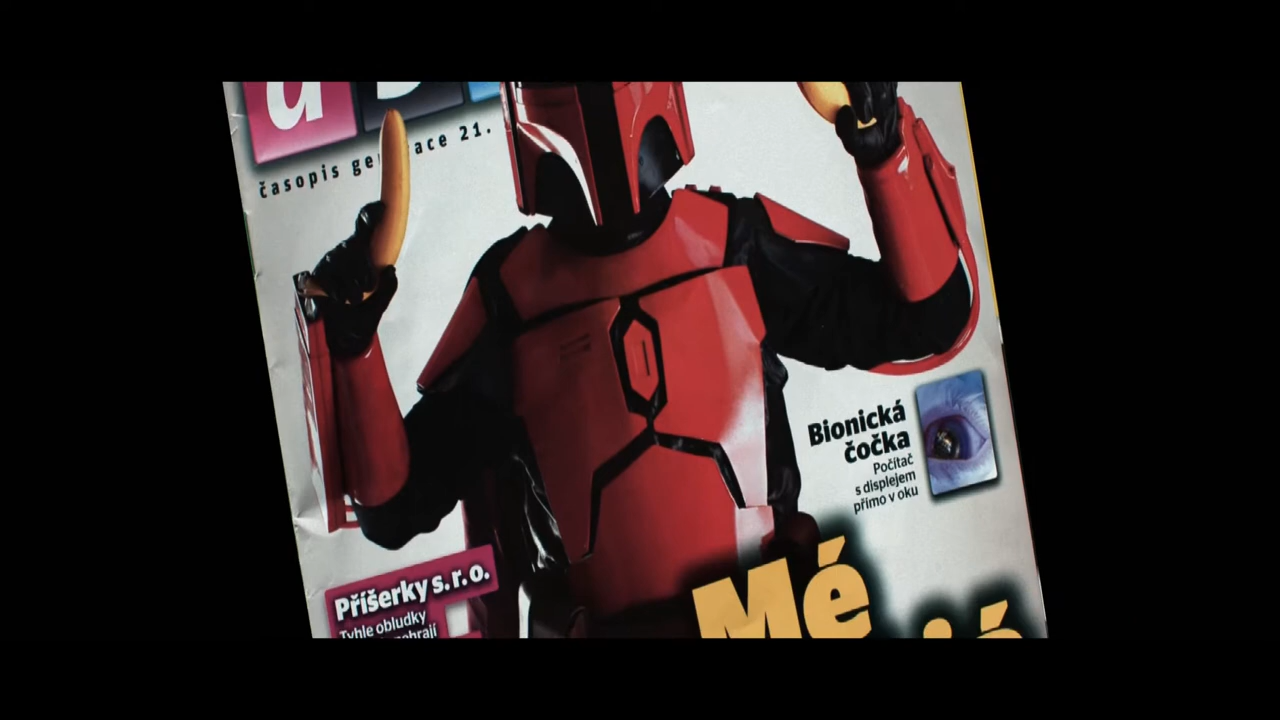 časopis ge ace 21.
Bionická
čočka
Počítač
s displejem
přímo v oku
Příšerky s.r.o.
Tyhle obludky
Mé